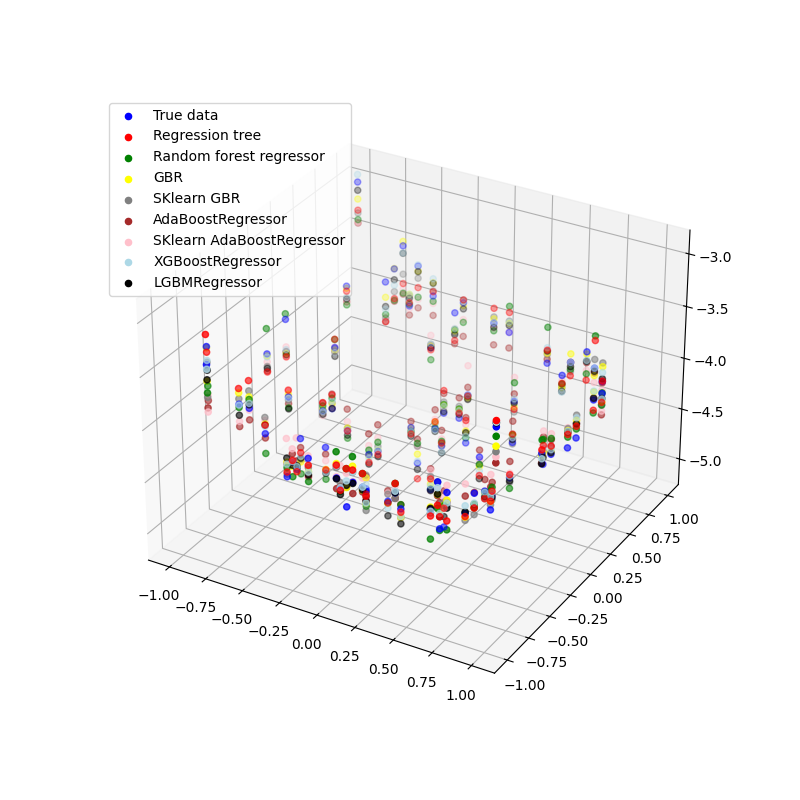 True data
Regression tree
Random forest regressor
GBR
SKlearn GBR
AdaBoostRegressor
SKlearn AdaBoostRegressor
XGBoostRegressor
LGBMRegressor
−3.0
−3.5
−4.0
−4.5
−5.0
1.00
0.75
0.50
0.25
0.00
−0.25
−0.50
−0.75
−1.00
−1.00
−0.75
−0.50
−0.25
0.00
0.25
0.50
0.75
1.00